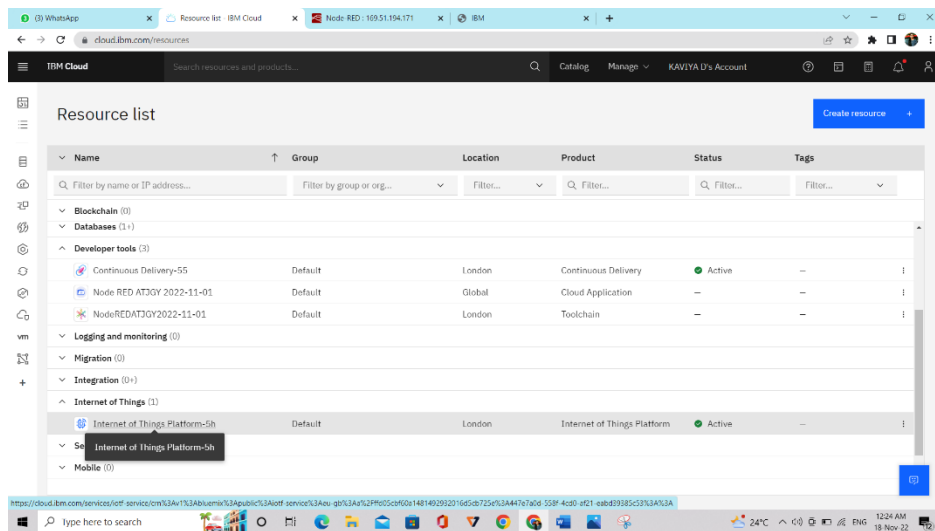 (3) WhatsApp
Resource list - IBM Cloud
Node-RED : 169.51.194.171
IBM
cloud.ibm.com/resources
IBM Cloud Search resources and products... Catalog Manage KAVIYA D's Account
Resource list
Create resource +
Name Group Location Product Status Tags
Filter by name or IP address... Filter by group or org... Filter... Filter... Filter... Filter...
Blockchain (0)
Databases (1+)
Developer tools (3)
Continuous Delivery-55 Default London Continuous Delivery Active –
Node RED ATJGY 2022-11-01 Default Global Cloud Application – –
NodeREDATJGY2022-11-01 Default London Toolchain – –
Logging and monitoring (0)
vm
Migration (0)
Integration (0+)
Internet of Things (1)
Internet of Things Platform-5h Default London Internet of Things Platform Active –
Se
Internet of Things Platform-5h
Mobile (0)
Type here to search
24°C ENG 12:24 AM
18-Nov-22